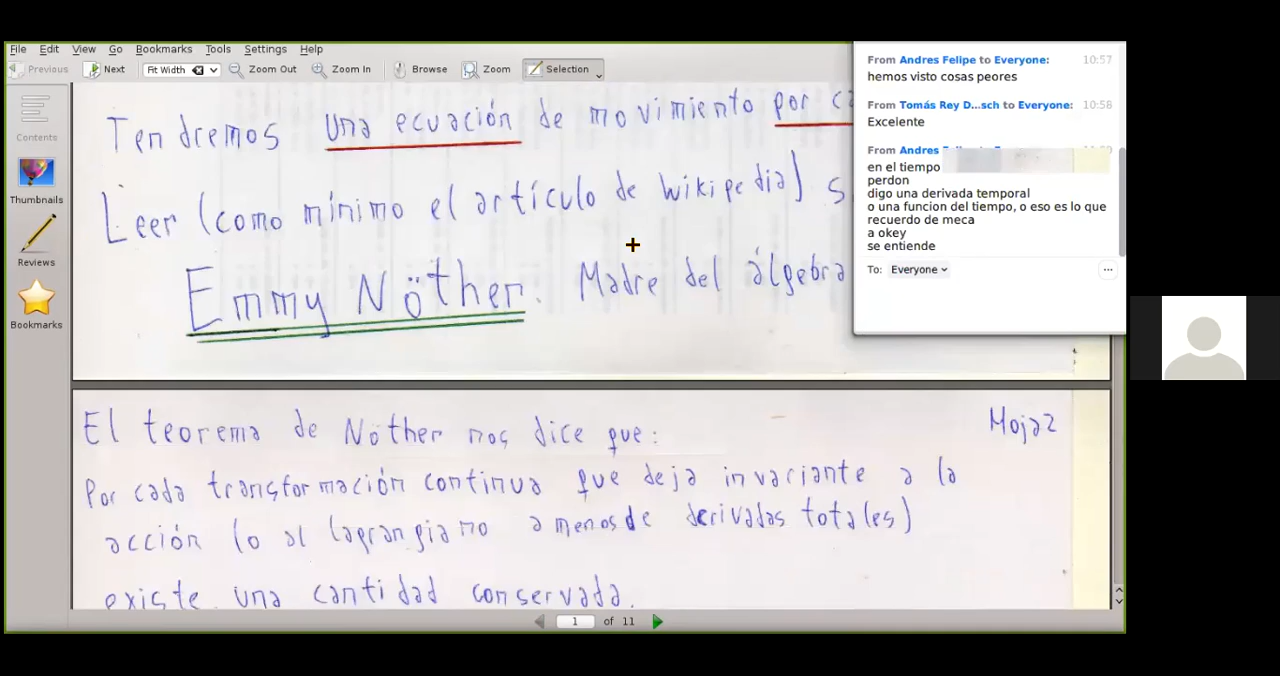 File Edit View Go Bookmarks Tools Settings Help
Previous Next Fit Width Zoom Out Zoom In Browse Zoom Selection
Contents
Thumbnails
Reviews
Bookmarks
Tendremos una ecuación de movimiento por
Leer (como mínimo el artículo de wikipedia) s
Emmy Nöther. Madre del álgebra
El teorema de Nöther nos dice que:
Hoja 2
Por cada transformación continua que deja invariante a la
acción (o al lagrangiano a menos de derivadas totales)
existe una cantidad conservada.
1 of 11
From Andres Felipe to Everyone: 10:57
hemos visto cosas peores
From Tomás Rey D...sch to Everyone: 10:58
Excelente
From Andres
en el tiempo
perdon
digo una derivada temporal
o una funcion del tiempo, o eso es lo que
recuerdo de meca
a okey
se entiende
To: Everyone